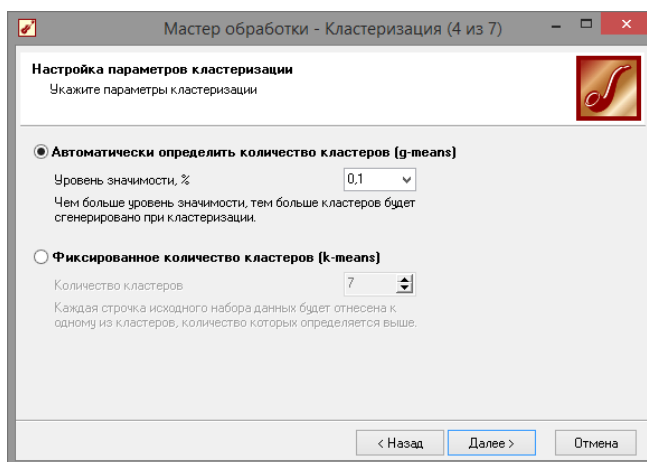 Мастер обработки - Кластеризация (4 из 7)
Настройка параметров кластеризации
Укажите параметры кластеризации
Автоматически определить количество кластеров (g-means)
Уровень значимости, % 0,1
Чем больше уровень значимости, тем больше кластеров будет
сгенерировано при кластеризации.
Фиксированное количество кластеров (k-means)
Количество кластеров 7
Каждая строчка исходного набора данных будет отнесена к
одному из кластеров, количество которых определяется выше.
< Назад Далее > Отмена